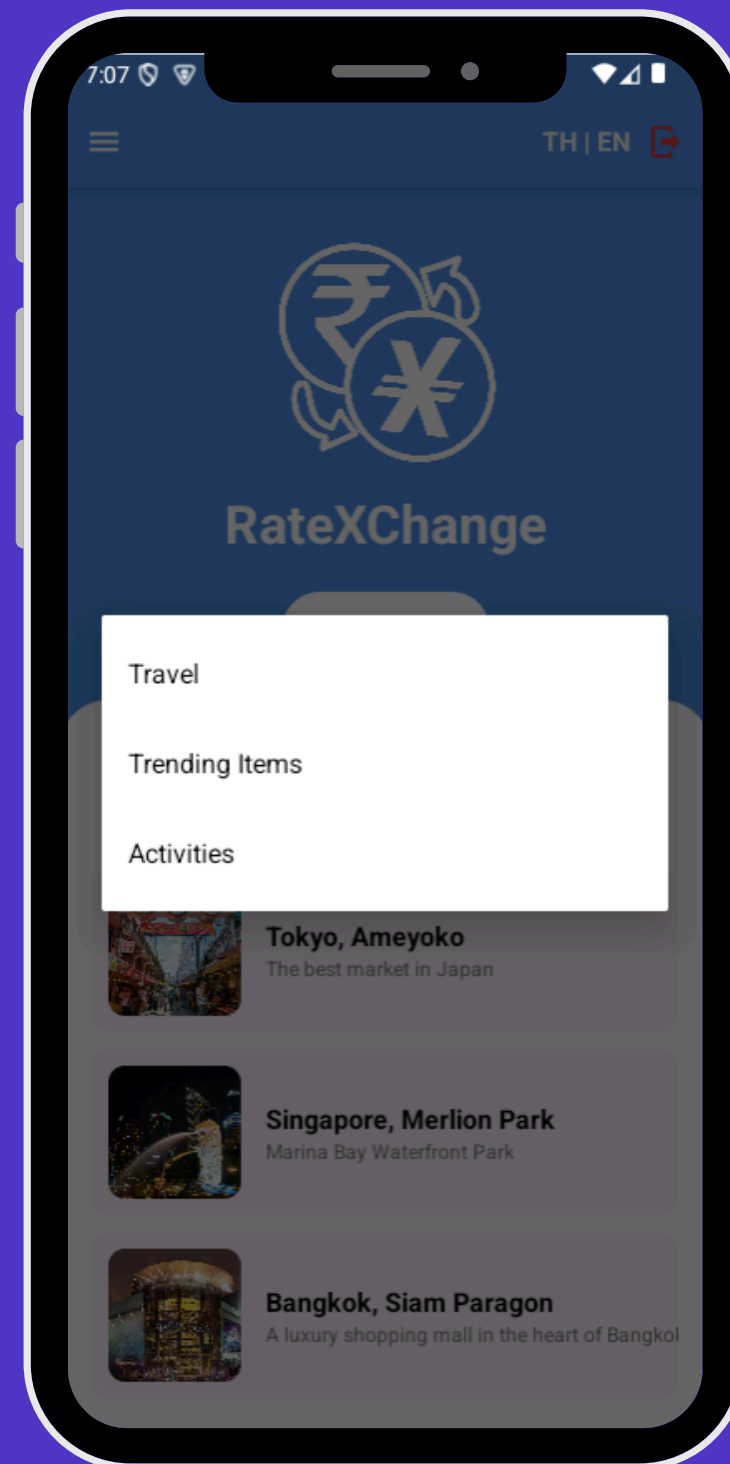 7:07
TH | EN
RateXChange
Travel
Trending Items
Activities
Tokyo, Ameyoko
The best market in Japan
Singapore, Merlion Park
Marina Bay Waterfront Park
Bangkok, Siam Paragon
A luxury shopping mall in the heart of Bangkol